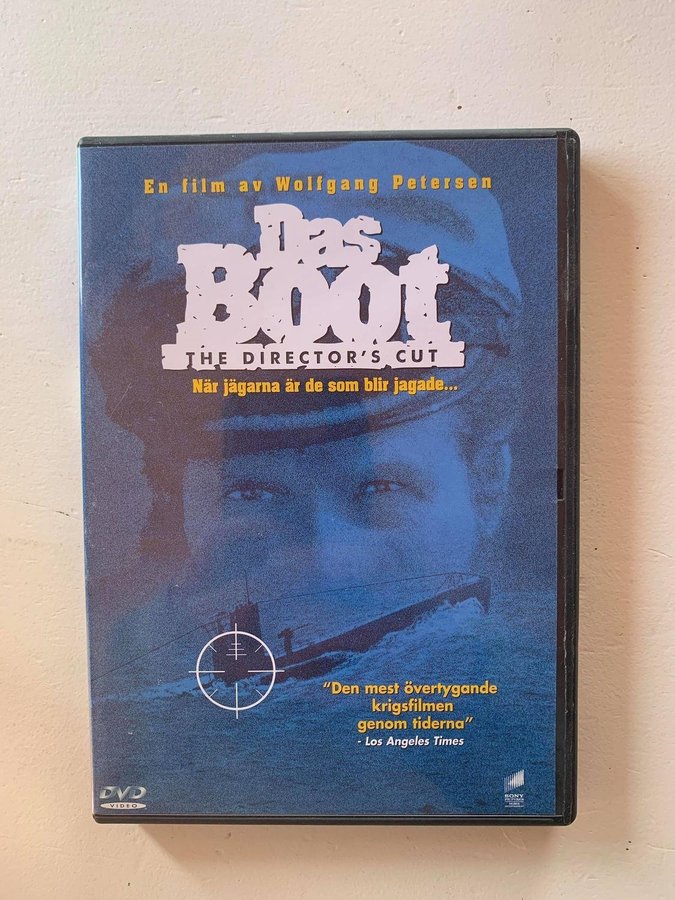 En film av Wolfgang Petersen
Das
Boot
THE DIRECTOR'S CUT
När jägarna är de som blir jagade...
"Den mest övertygande
krigsfilmen
genom tiderna"
- Los Angeles Times
DVD
VIDEO
SONY
PICTURES